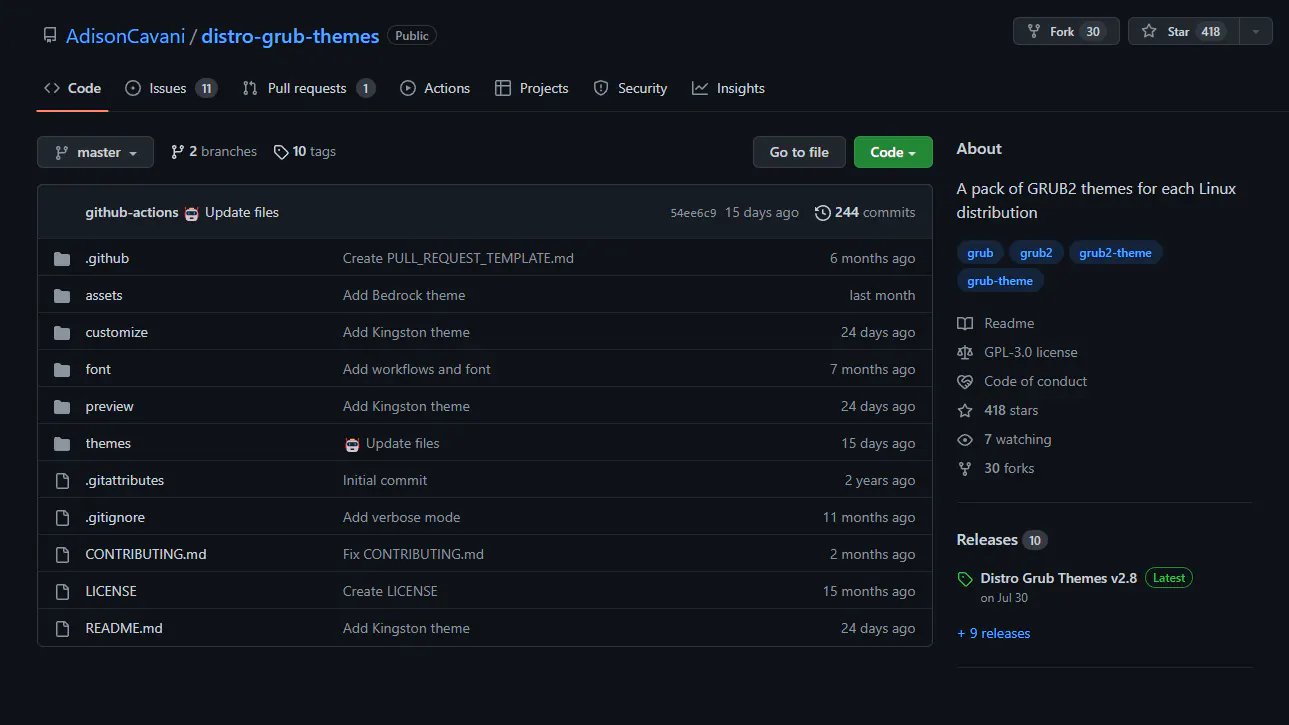 AdisonCavani / distro-grub-themes Public
Fork 30 Star 418
Code Issues 11 Pull requests 1 Actions Projects Security Insights
master 2 branches 10 tags Go to file Code
github-actions Update files 54ee6c9 15 days ago 244 commits
.github Create PULL_REQUEST_TEMPLATE.md 6 months ago
assets Add Bedrock theme last month
customize Add Kingston theme 24 days ago
font Add workflows and font 7 months ago
preview Add Kingston theme 24 days ago
themes Update files 15 days ago
.gitattributes Initial commit 2 years ago
.gitignore Add verbose mode 11 months ago
CONTRIBUTING.md Fix CONTRIBUTING.md 2 months ago
LICENSE Create LICENSE 15 months ago
README.md Add Kingston theme 24 days ago
About
A pack of GRUB2 themes for each Linux
distribution
grub grub2 grub2-theme
grub-theme
Readme
GPL-3.0 license
Code of conduct
418 stars
7 watching
30 forks
Releases 10
Distro Grub Themes v2.8 Latest
on Jul 30
+ 9 releases